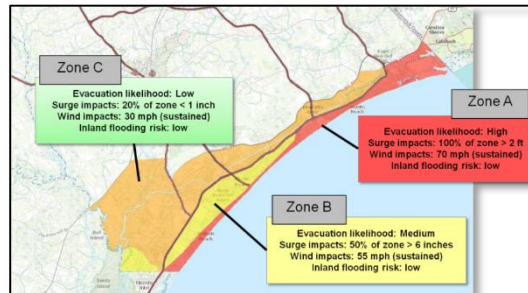 Zone C
Evacuation likelihood: Low
Surge impacts: 20% of zone < 1 inch
Wind impacts: 30 mph (sustained)
Inland flooding risk: low
Zone A
Evacuation likelihood: High
Surge impacts: 100% of zone > 2 ft
Wind impacts: 70 mph (sustained)
Inland flooding risk: low
Zone B
Evacuation likelihood: Medium
Surge impacts: 50% of zone > 6 inches
Wind impacts: 55 mph (sustained)
Inland flooding risk: low